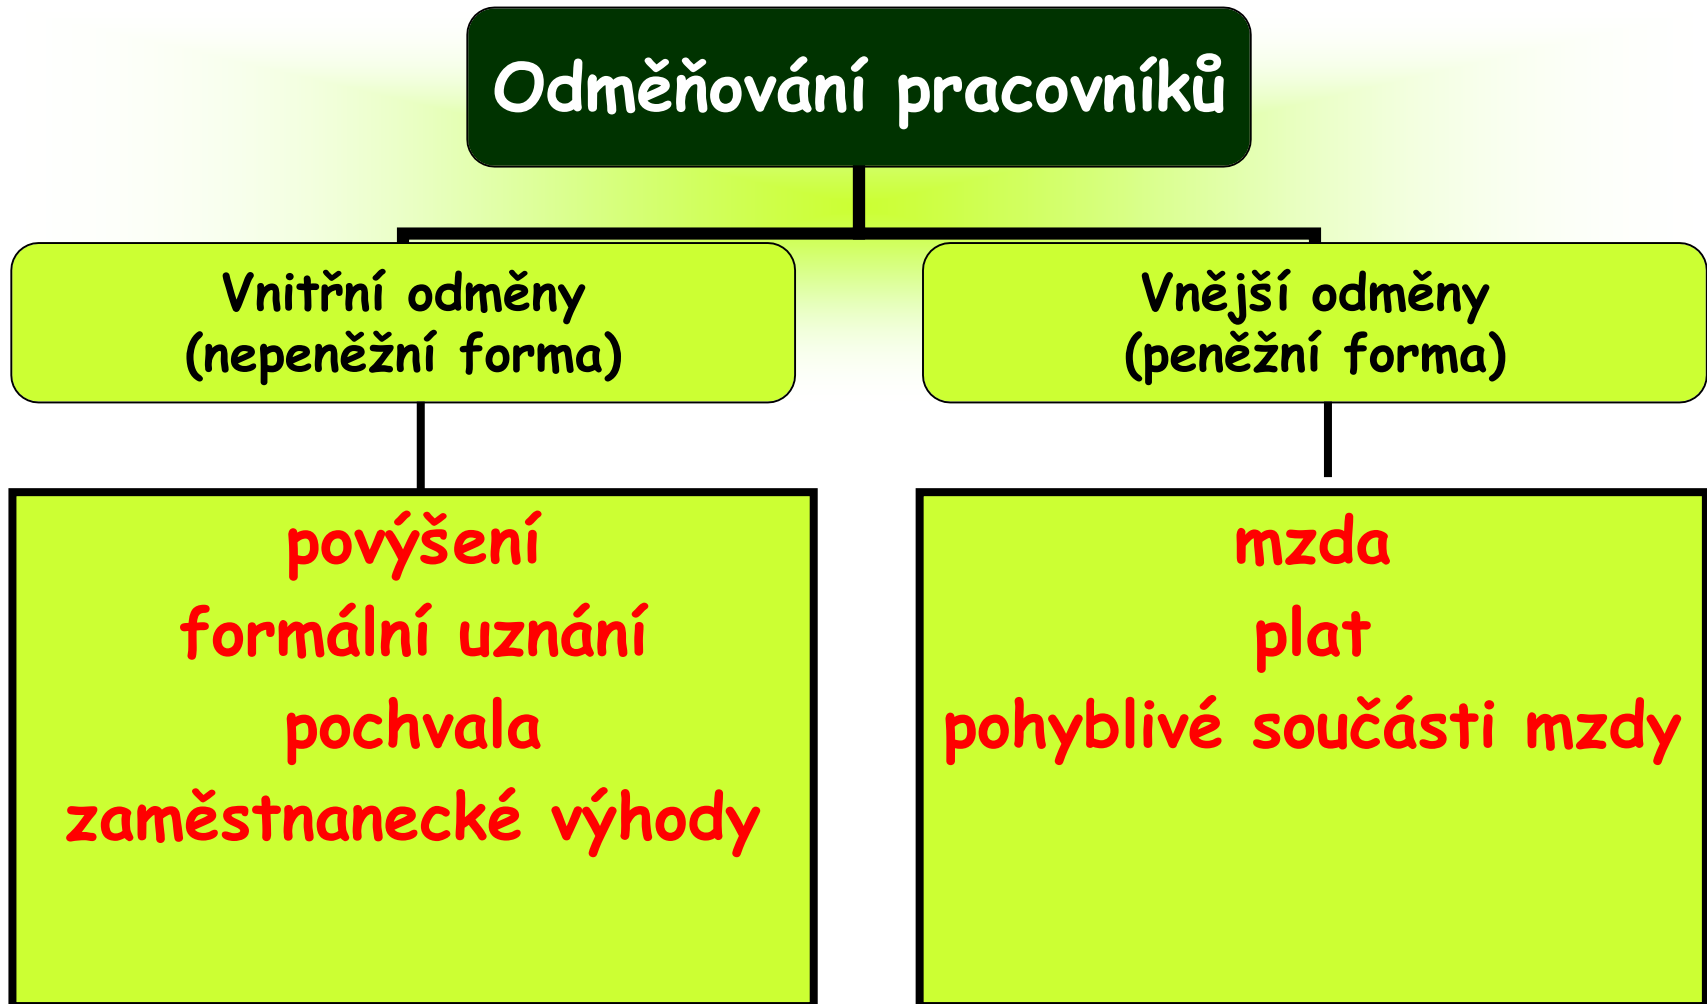 Odměňování pracovníků
Vnitřní odměny
(nepeněžní forma)
Vnější odměny
(peněžní forma)
povýšení
formální uznání
pochvala
zaměstnanecké výhody
mzda
plat
pohyblivé součásti mzdy